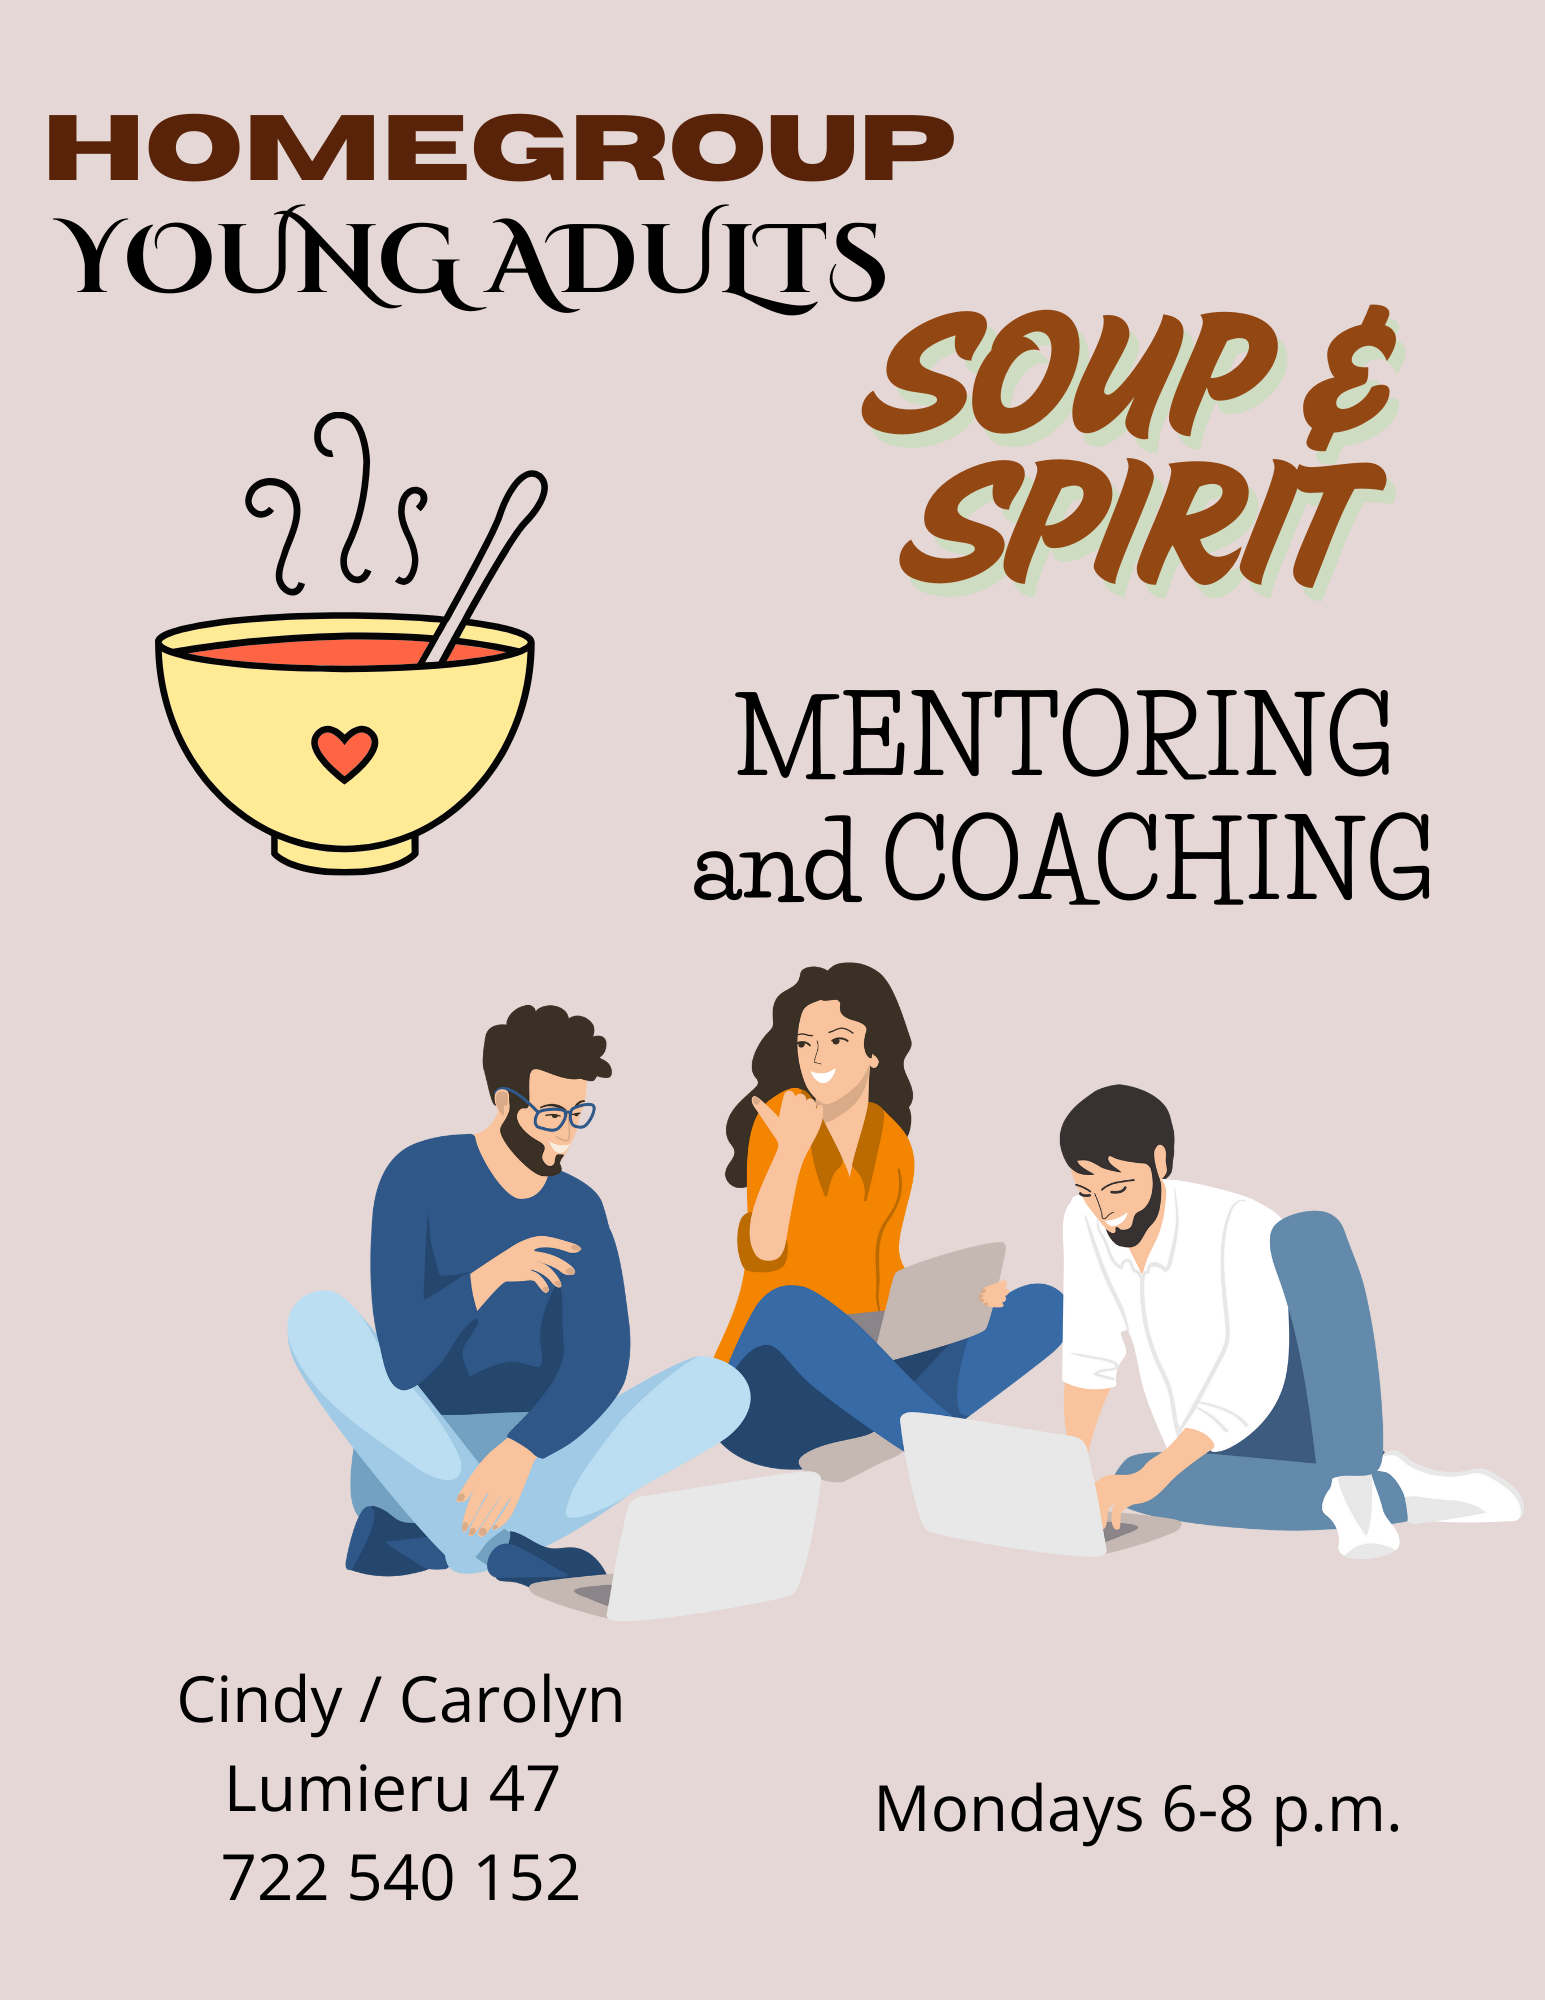 HOMEGROUP
YOUNG ADULTS
SOUP &
SPIRIT
MENTORING
and COACHING
Cindy / Carolyn
Lumieru 47
722 540 152
Mondays 6-8 p.m.